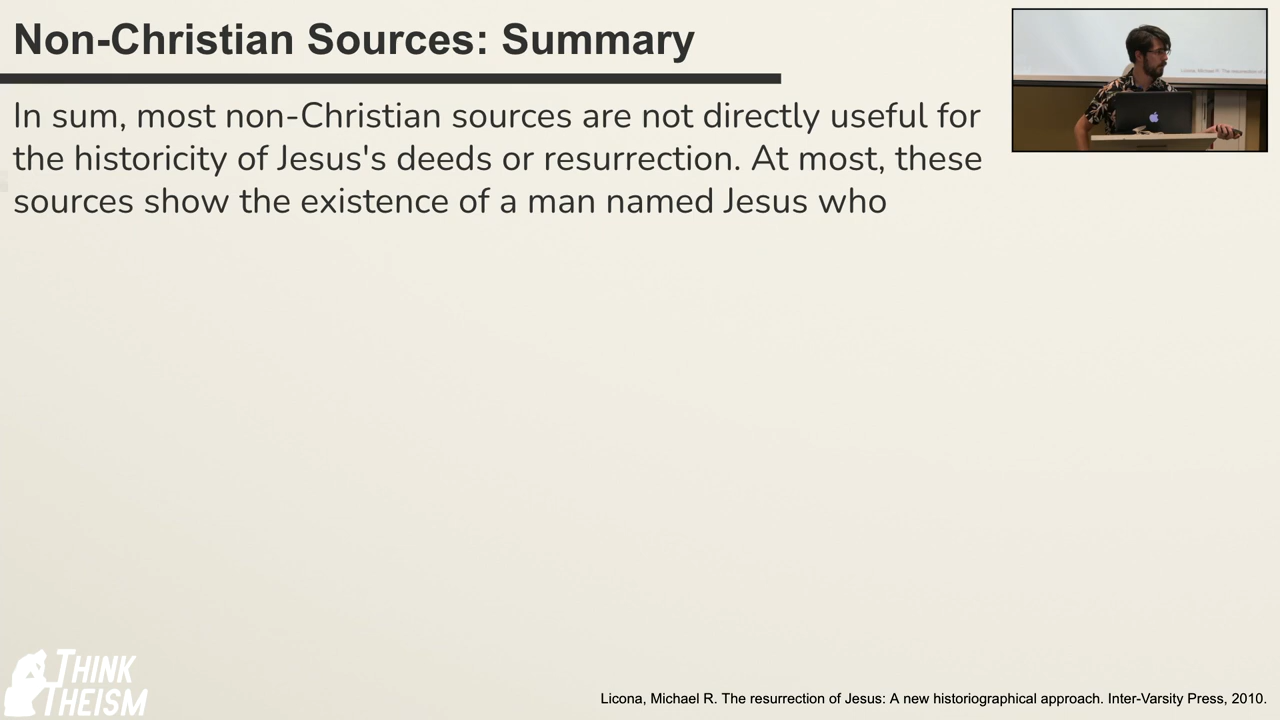 Non-Christian Sources: Summary
In sum, most non-Christian sources are not directly useful for
the historicity of Jesus's deeds or resurrection. At most, these
sources show the existence of a man named Jesus who
THINK
THEISM
Licona, Michael R. The resurrection of Jesus: A new historiographical approach. Inter-Varsity Press, 2010.